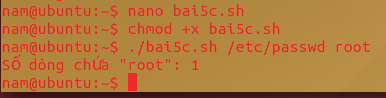 nam@ubuntu:~$ nano bai5c.sh
nam@ubuntu:~$ chmod +x bai5c.sh
nam@ubuntu:~$ ./bai5c.sh /etc/passwd root
Số dòng chứa "root": 1
nam@ubuntu:~$